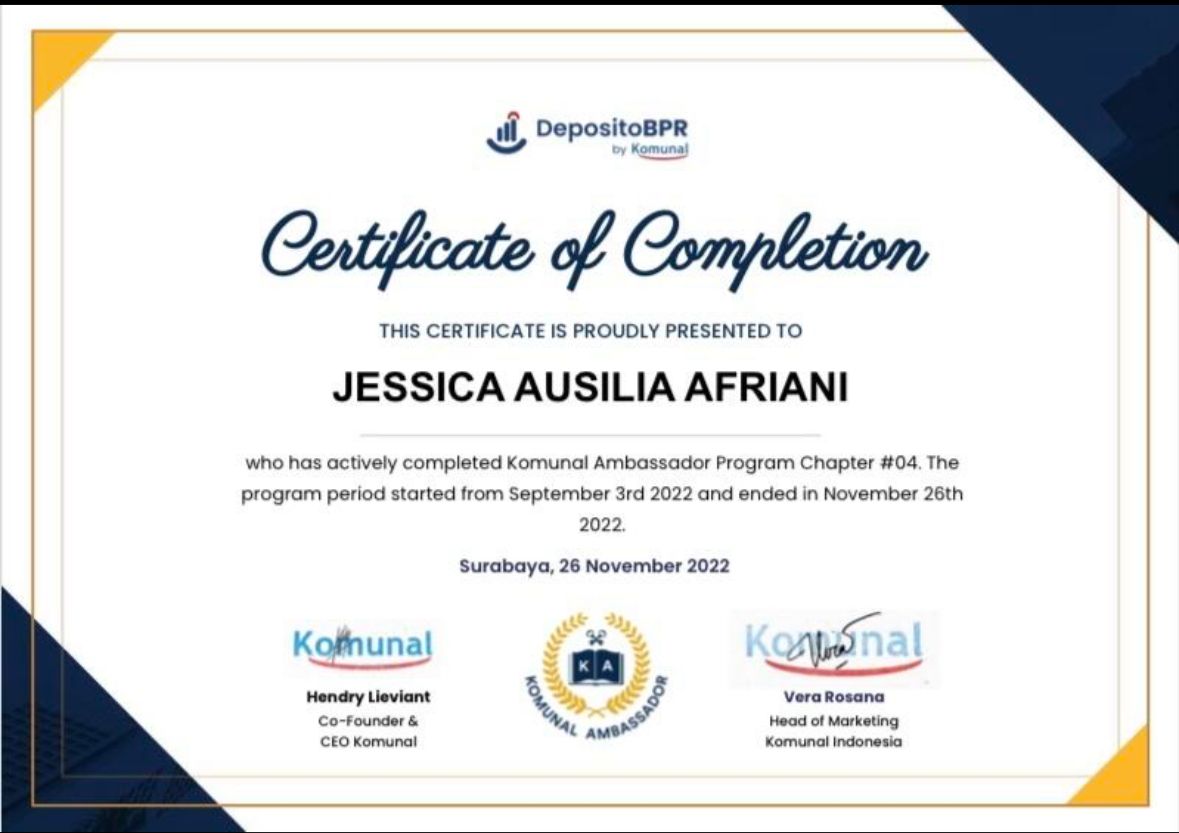 DepositoBPR
by Komunal
Certificate of Completion
THIS CERTIFICATE IS PROUDLY PRESENTED TO
JESSICA AUSILIA AFRIANI
who has actively completed Komunal Ambassador Program Chapter #04. The
program period started from September 3rd 2022 and ended in November 26th
2022.
Surabaya, 26 November 2022
Komunal
Hendry Lieviant
Co-Founder &
CEO Komunal
K A
KOMUNAL AMBASSADOR
Komunal
Vera Rosana
Head of Marketing
Komunal Indonesia